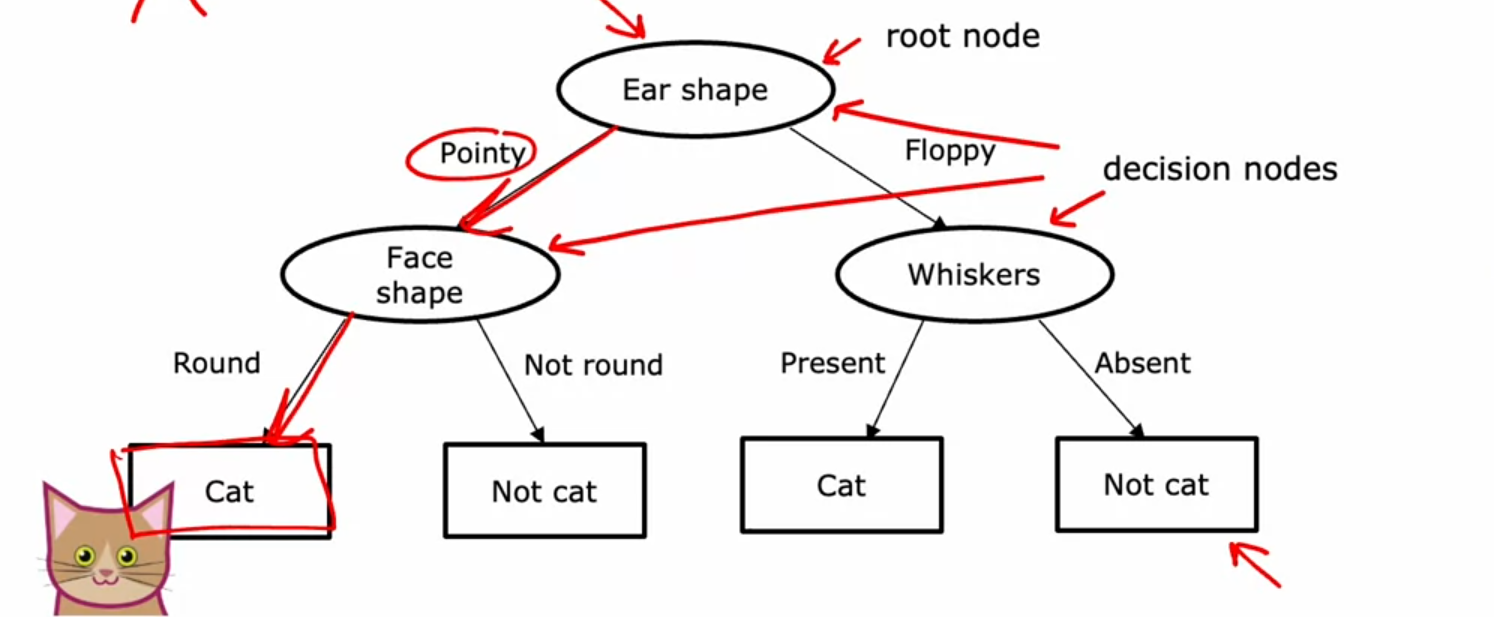 root node
Ear shape
Pointy
Floppy
decision nodes
Face
shape
Whiskers
Round
Not round
Present
Absent
Cat
Not cat
Cat
Not cat